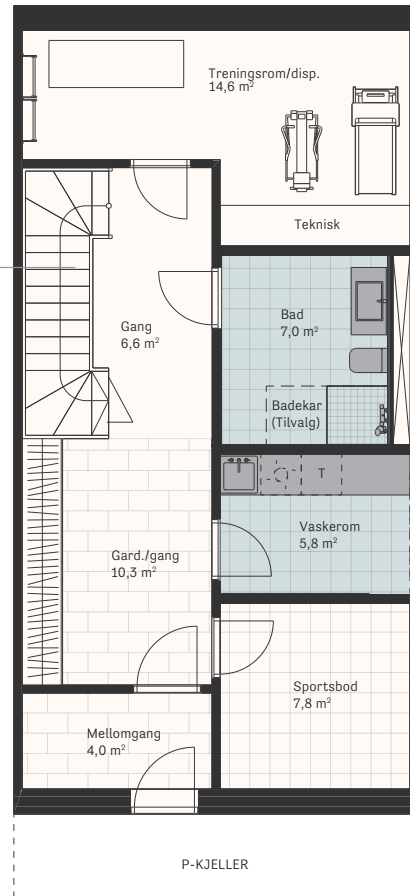 Treningsrom/disp.
14,6 m²
Teknisk
Bad
7,0 m²
Gang
6,6 m²
Badekar
(Tilvalg)
T
Vaskerom
5,8 m²
Gard./gang
10,3 m²
Sportsbod
7,8 m²
Mellomgang
4,0 m²
P-KJELLER